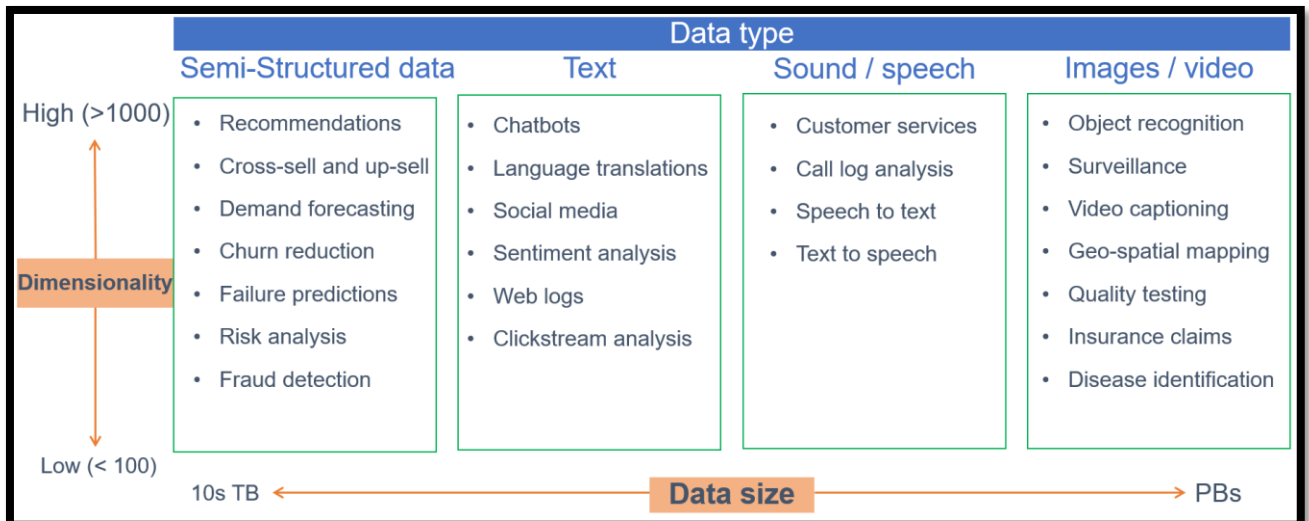 Data type
Semi-Structured data
Text
Sound / speech
Images / video
High (>1000)
Dimensionality
Low (< 100)
• Recommendations
• Cross-sell and up-sell
• Demand forecasting
• Churn reduction
• Failure predictions
• Risk analysis
• Fraud detection
• Chatbots
• Language translations
• Social media
• Sentiment analysis
• Web logs
• Clickstream analysis
• Customer services
• Call log analysis
• Speech to text
• Text to speech
• Object recognition
• Surveillance
• Video captioning
• Geo-spatial mapping
• Quality testing
• Insurance claims
• Disease identification
10s TB
Data size
PBs